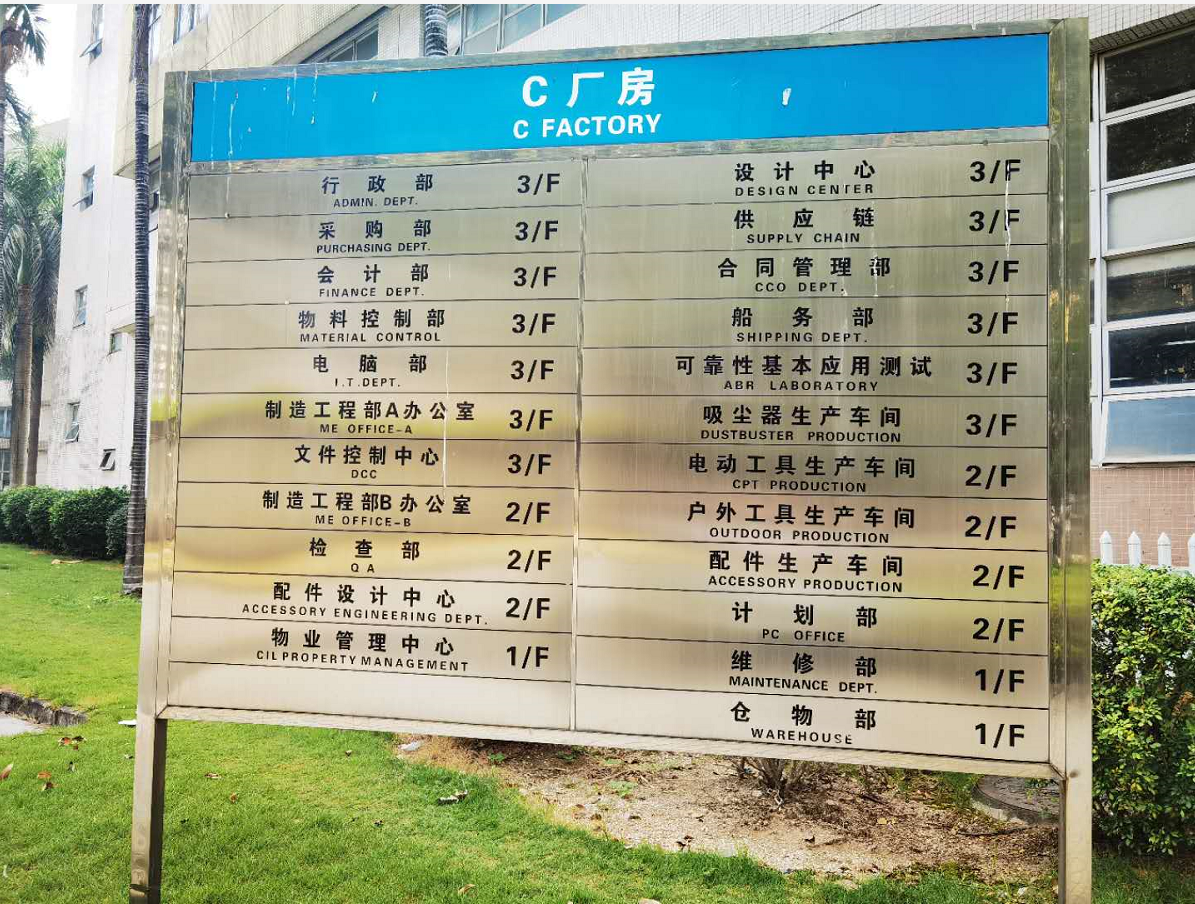 C厂房
C FACTORY
行政部 3/F
ADMIN. DEPT.
采购部 3/F
PURCHASING DEPT.
会计部 3/F
FINANCE DEPT.
物料控制部 3/F
MATERIAL CONTROL
电脑部 3/F
I.T.DEPT.
制造工程部A办公室 3/F
ME OFFICE-A
文件控制中心 3/F
DCC
制造工程部B办公室 2/F
ME OFFICE-B
检查部 2/F
QA
配件设计中心 2/F
ACCESSORY ENGINEERING DEPT.
物业管理中心 1/F
CIL PROPERTY MANAGEMENT
设计中心 3/F
DESIGN CENTER
供应链 3/F
SUPPLY CHAIN
合同管理部 3/F
CCO DEPT.
船务部 3/F
SHIPPING DEPT.
可靠性基本应用测试 3/F
ABR LABORATORY
吸尘器生产车间 3/F
DUSTBUSTER PRODUCTION
电动工具生产车间 2/F
CPT PRODUCTION
户外工具生产车间 2/F
OUTDOOR PRODUCTION
配件生产车间 2/F
ACCESSORY PRODUCTION
计划部 2/F
PC OFFICE
维修部 1/F
MAINTENANCE DEPT.
仓物部 1/F
WAREHOUSE